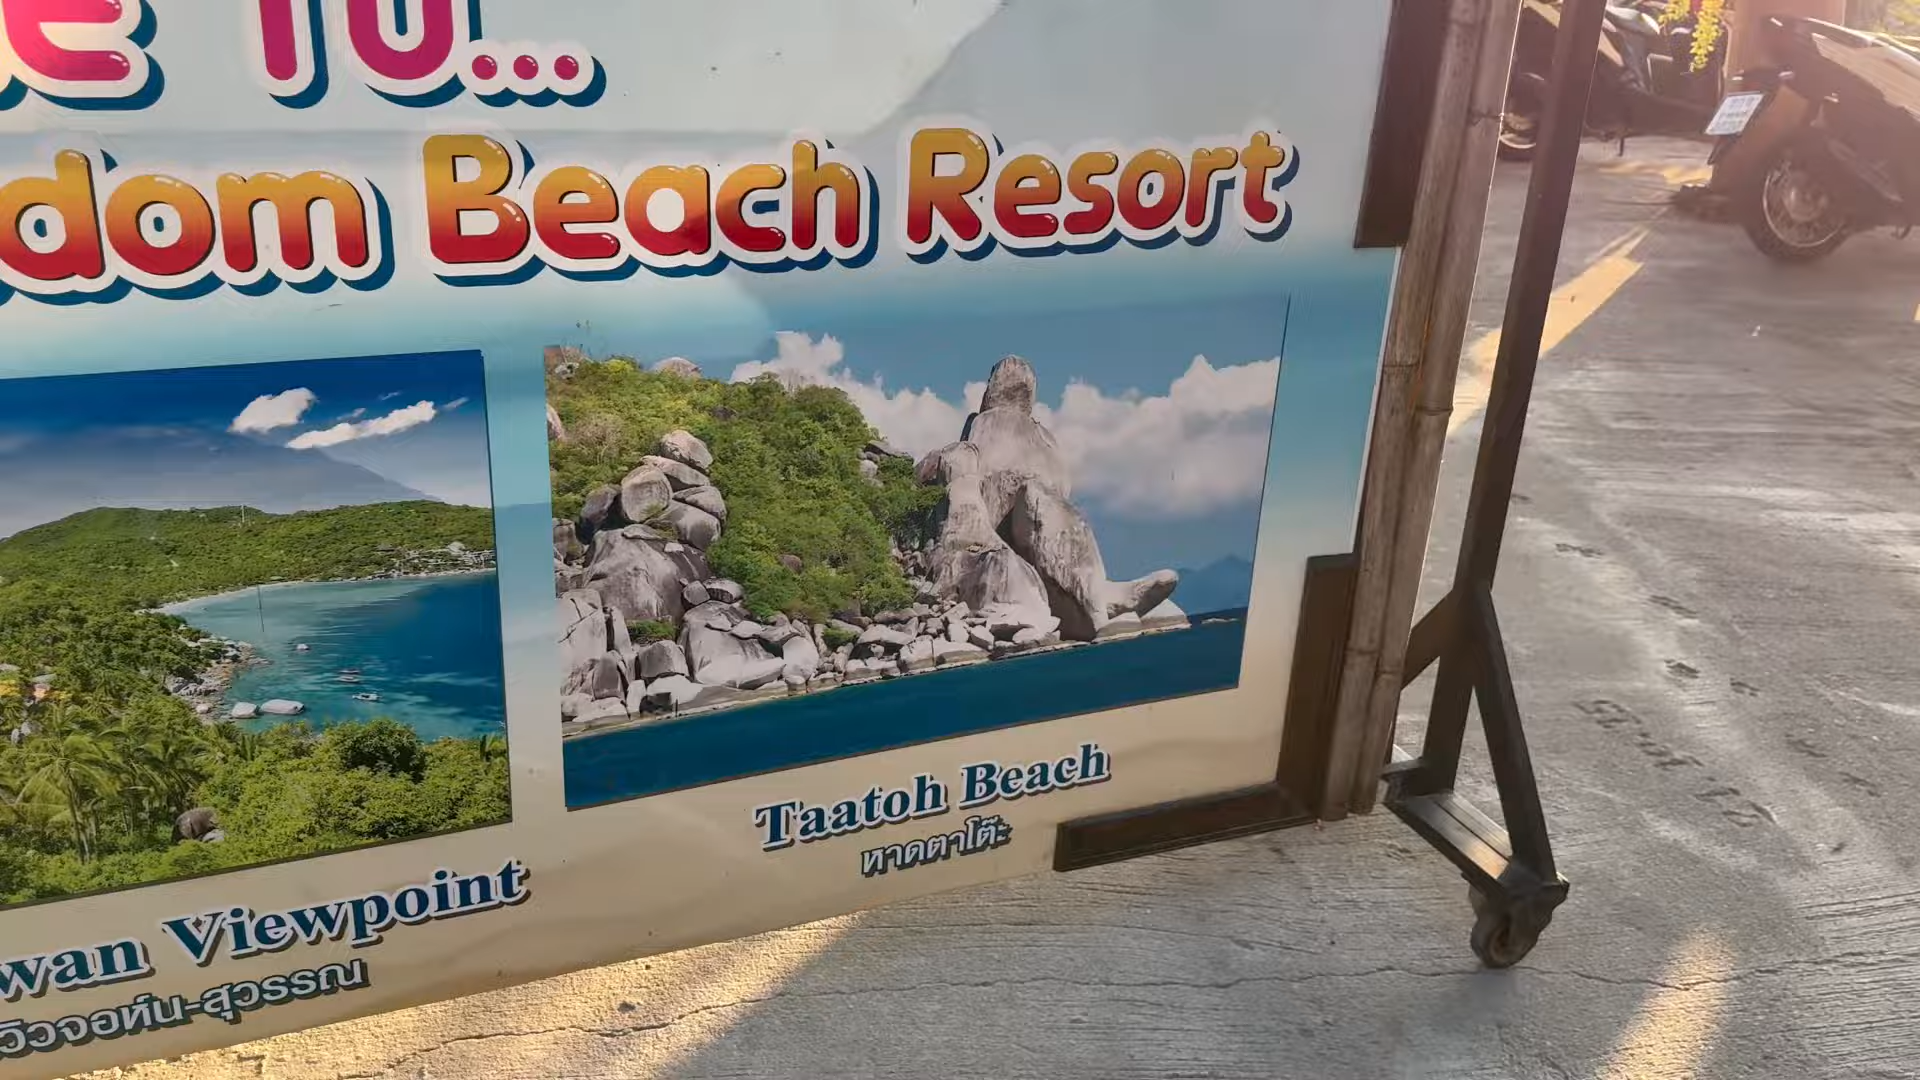 e To...
dom Beach Resort
Taatoh Beach
หาดตาโต๊ะ
wan Viewpoint
วิวจอห์น-สุวรรณ